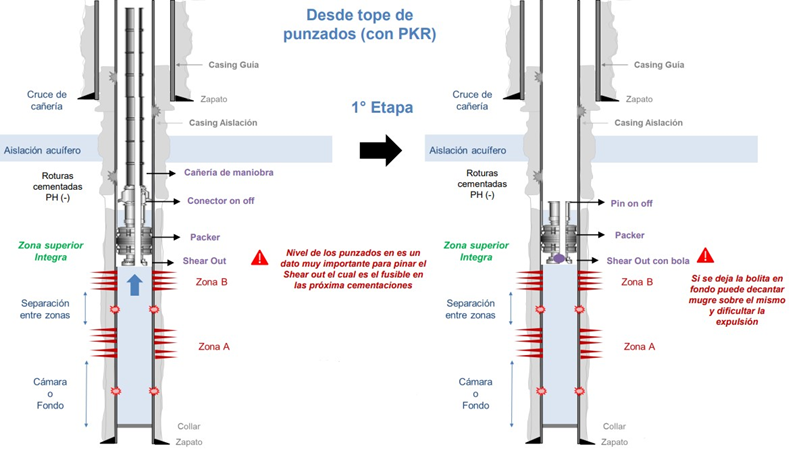 Desde tope de
punzados (con PKR)
1° Etapa
Casing Guía
Cruce de
cañería
Zapato
Casing Aislación
Aislación acuífero
Roturas
cementadas
PH (-)
Cañería de maniobra
Conector on off
Packer
Zona superior
Integra
Shear Out
Nivel de los punzados en es un
dato muy importante para pinar el
Shear out el cual es el fusible en
las próxima cementaciones
Zona B
Separación
entre zonas
Zona A
Cámara
o
Fondo
Collar
Zapato
Casing Guía
Cruce de
cañería
Zapato
Casing Aislación
Aislación acuífero
Roturas
cementadas
PH (-)
Pin on off
Packer
Zona superior
Integra
Shear Out con bola
Si se deja la bolita en
fondo puede decantar
mugre sobre el mismo
y dificultar la
expulsión
Zona B
Separación
entre zonas
Zona A
Cámara
o
Fondo
Collar
Zapato